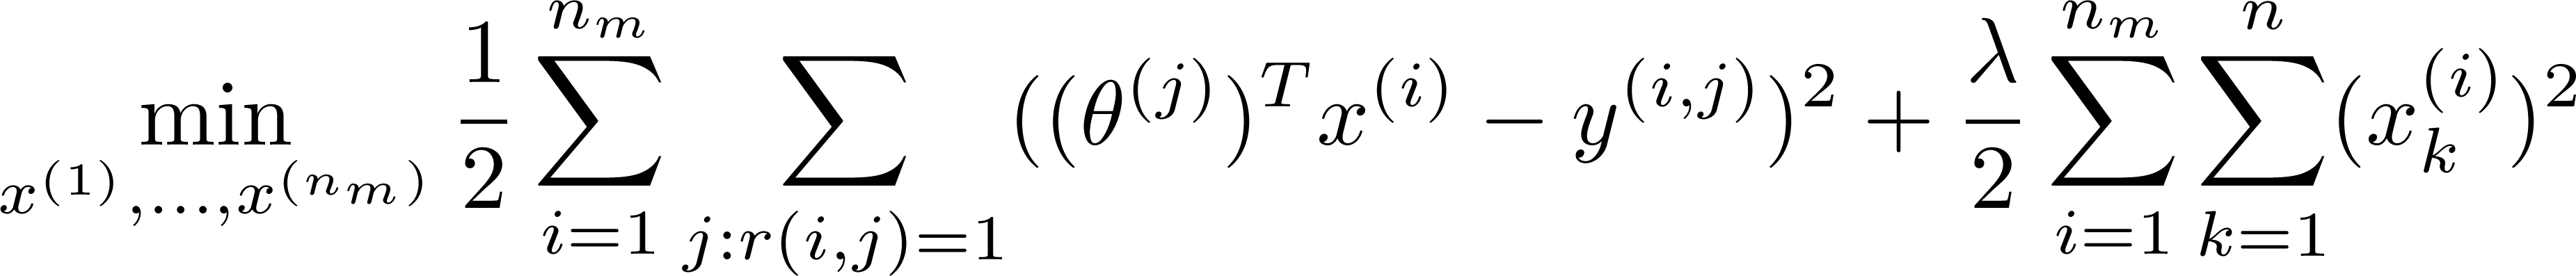 \min_{x^{(1)},\ldots,x^{(n_m)}} \frac{1}{2} \sum_{i=1}^{n_m} \sum_{j:r(i,j)=1} ((\theta^{(j)})^T x^{(i)} - y^{(i,j)})^2 + \frac{\lambda}{2} \sum_{i=1}^{n_m} \sum_{k=1}^{n} (x_k^{(i)})^2